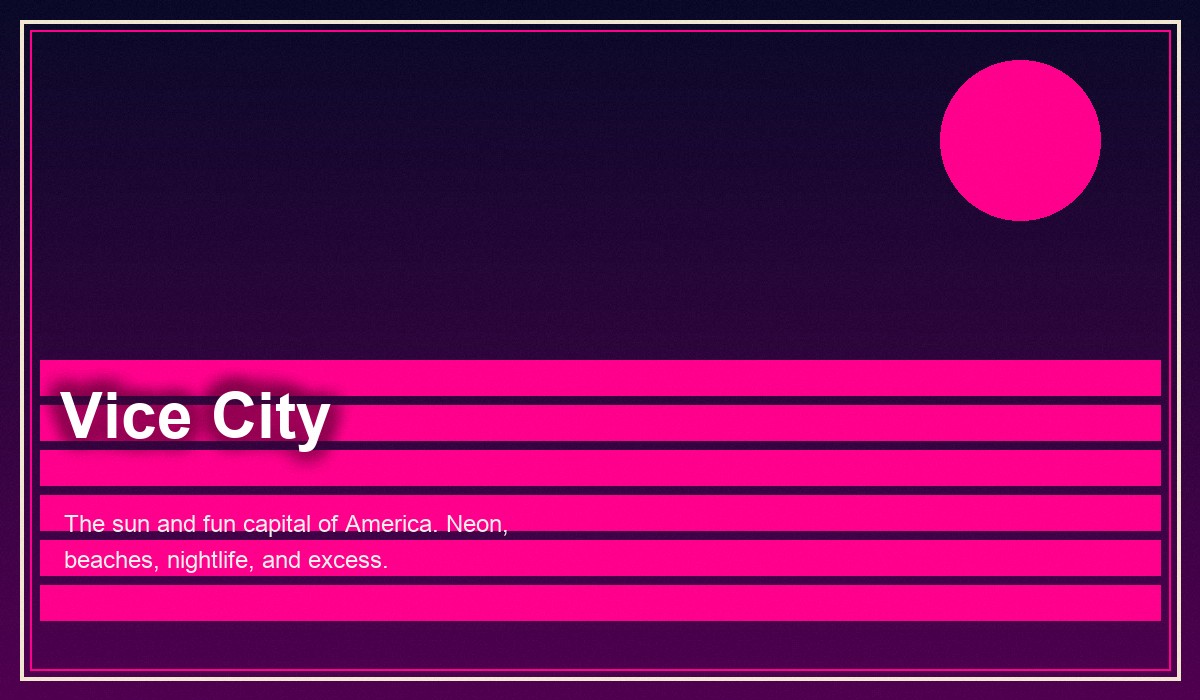 Vice City
The sun and fun capital of America. Neon,
beaches, nightlife, and excess.